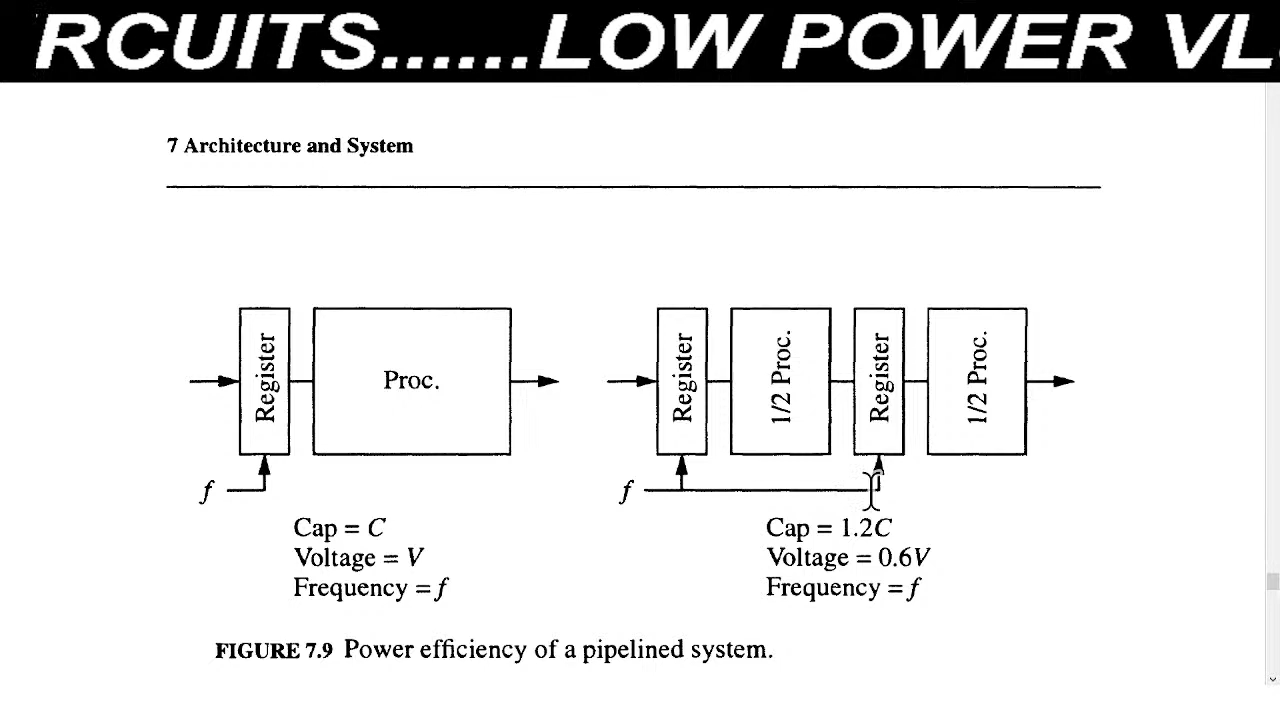 RCUITS......LOW POWER VL
7 Architecture and System
Register
Proc.
Register
1/2 Proc.
Register
1/2 Proc.
f
f
Cap = C
Voltage = V
Frequency = f
Cap = 1.2C
Voltage = 0.6V
Frequency = f
FIGURE 7.9 Power efficiency of a pipelined system.